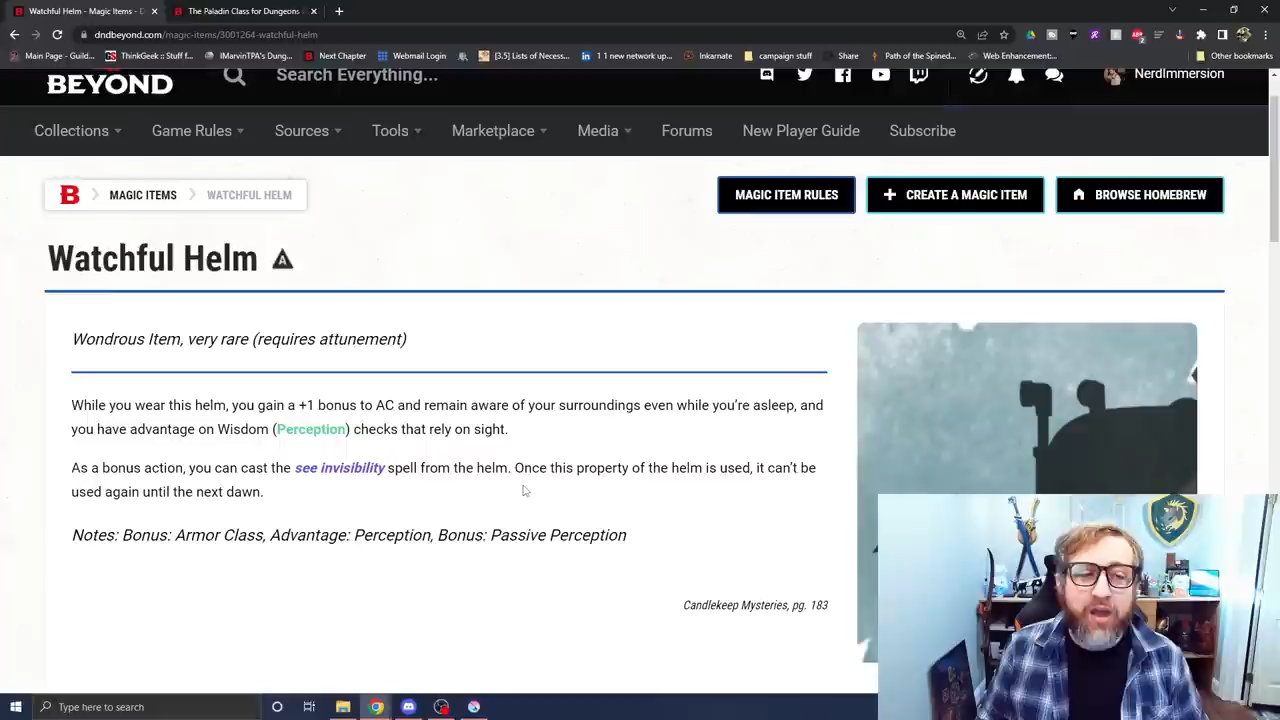 Watchful Helm - Magic Items - D
The Paladin Class for Dungeons
dndbeyond.com/magic-items/3001264-watchful-helm
Main Page - Guild...
ThinkGeek :: Stuff f...
iMarvinTPA's DnD...
Next Chapter
Webmail Login
[3.5] Lists of Necess...
1 1 new network up...
Inkarnate
campaign stuff
Share
Path of the Spined...
Web Enhancement:...
Other bookmarks
BEYOND
Search Everything...
NerdImmersion
Collections
Game Rules
Sources
Tools
Marketplace
Media
Forums
New Player Guide
Subscribe
B
MAGIC ITEMS
WATCHFUL HELM
MAGIC ITEM RULES
CREATE A MAGIC ITEM
BROWSE HOMEBREW
Watchful Helm A
Wondrous Item, very rare (requires attunement)
While you wear this helm, you gain a +1 bonus to AC and remain aware of your surroundings even while you're asleep, and
you have advantage on Wisdom (Perception) checks that rely on sight.
As a bonus action, you can cast the see invisibility spell from the helm. Once this property of the helm is used, it can't be
used again until the next dawn.
Notes: Bonus: Armor Class, Advantage: Perception, Bonus: Passive Perception
Candlekeep Mysteries, pg. 183
Type here to search